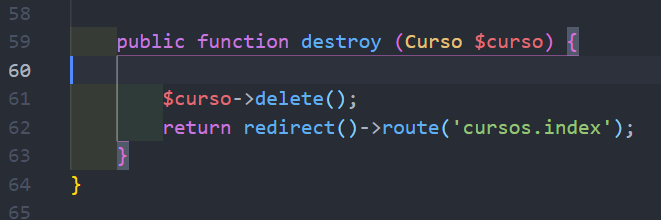 58
59 public function destroy (Curso $curso) {
60
61 $curso->delete();
62 return redirect()->route('cursos.index');
63 }
64 }
65